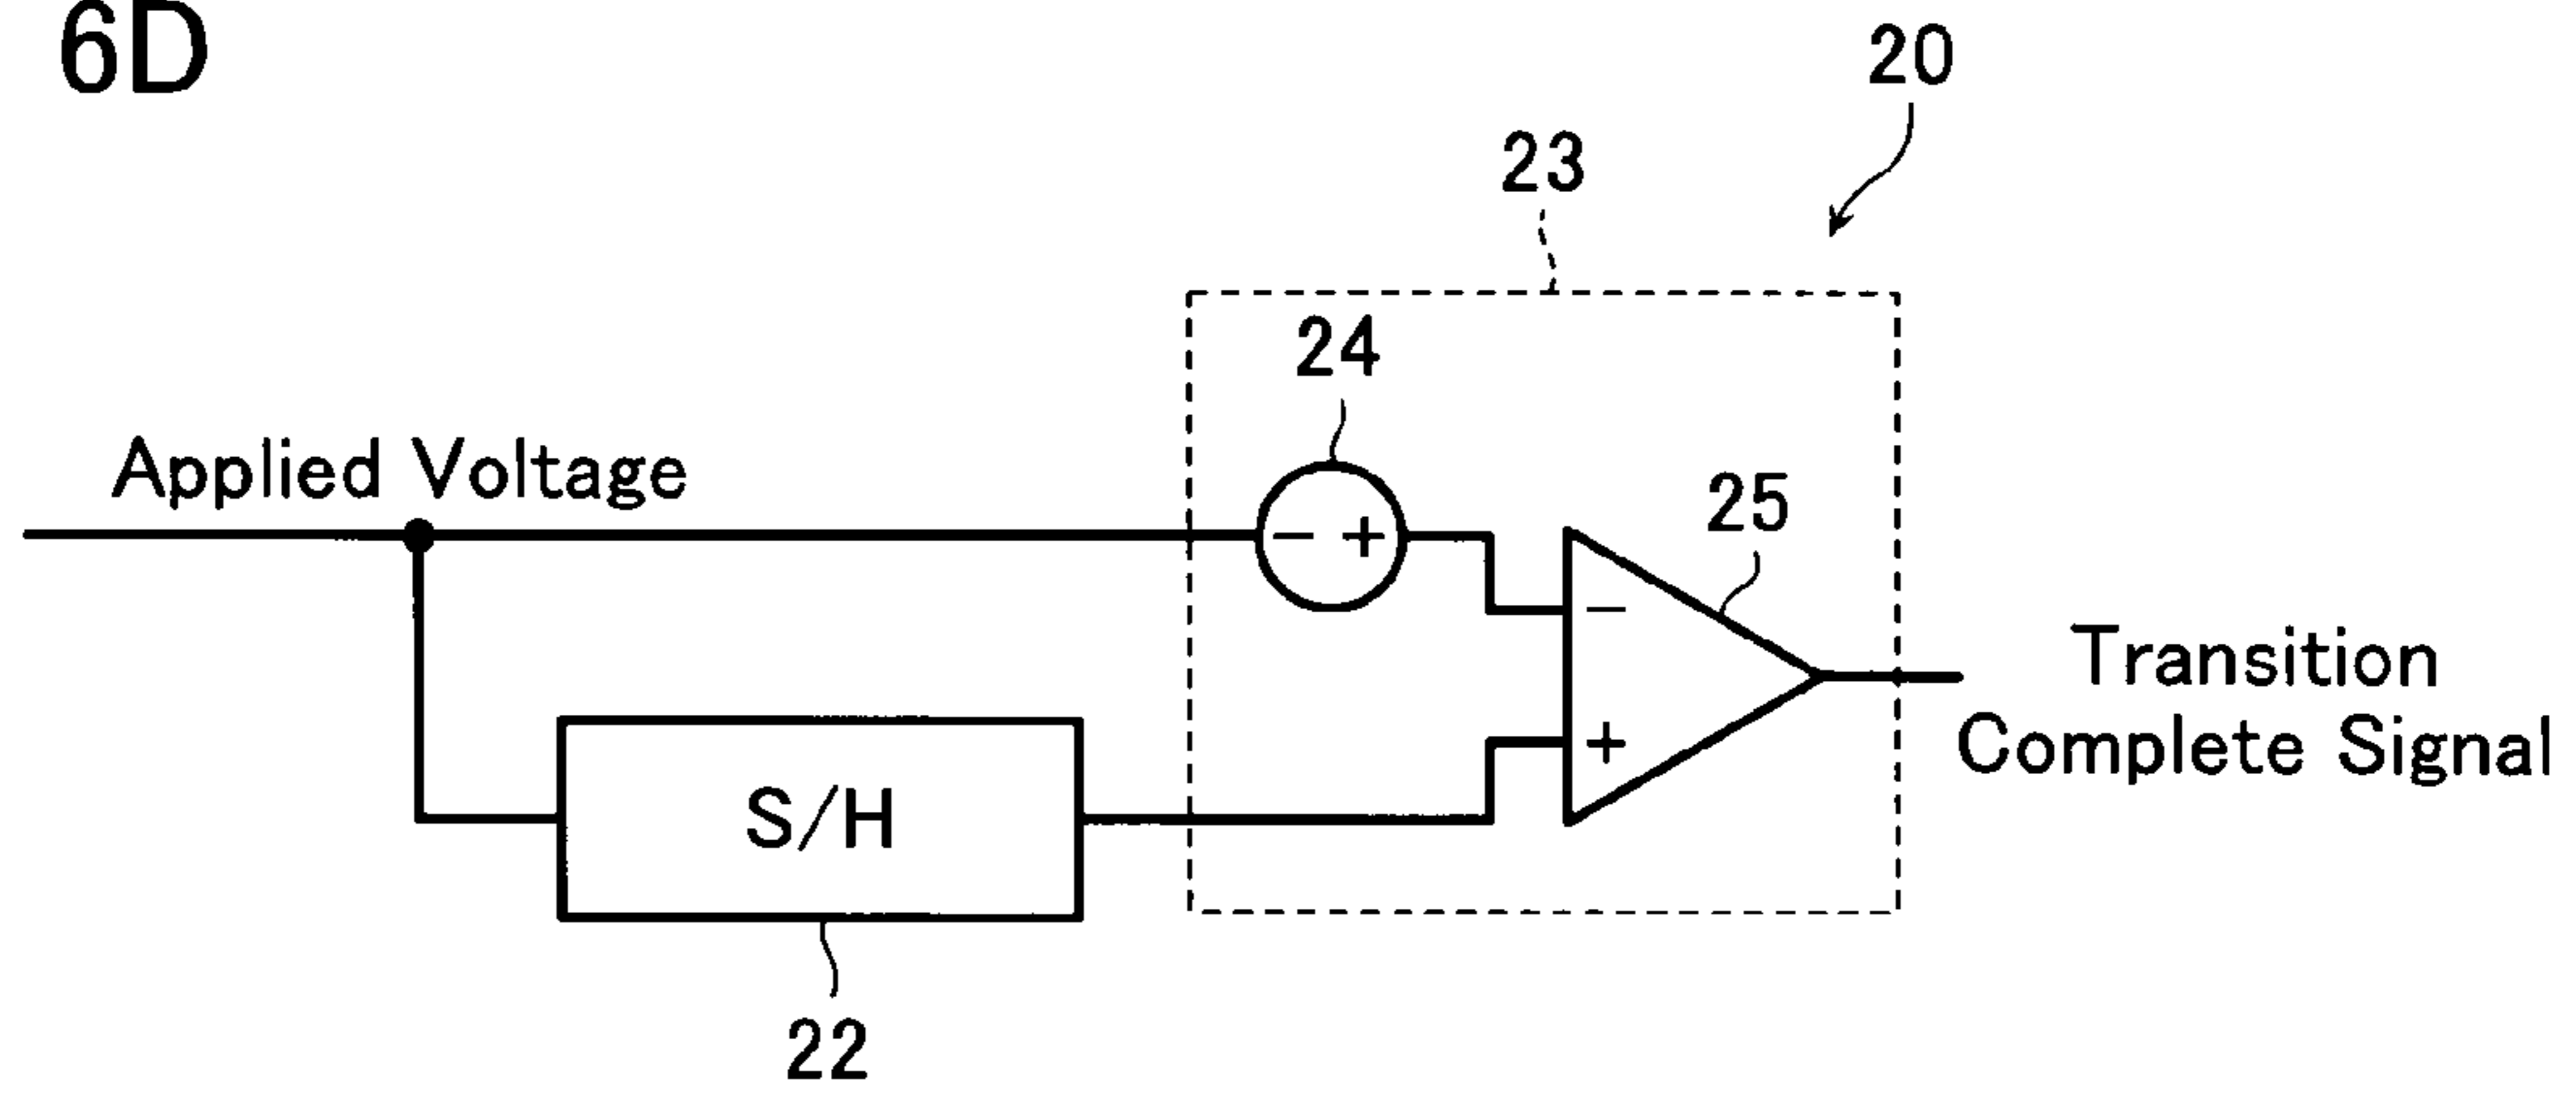 6D
20
23
24
Applied Voltage
25
- +
-
+
Transition
Complete Signal
S/H
22